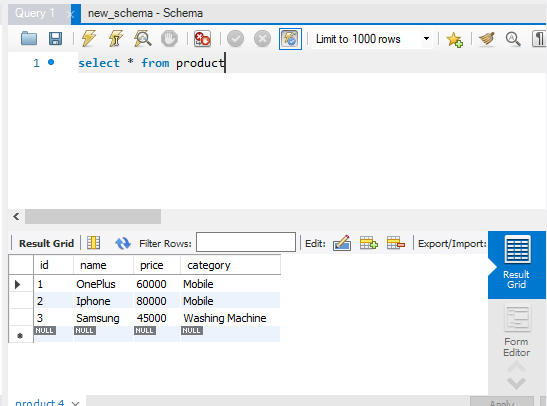 Query 1 new_schema - Schema
Limit to 1000 rows
1 select * from product
Result Grid Filter Rows: Edit: Export/Import:
id name price category
1 OnePlus 60000 Mobile
2 Iphone 80000 Mobile
3 Samsung 45000 Washing Machine
NULL NULL NULL NULL
Result
Grid
Form
Editor
product 4 Apply